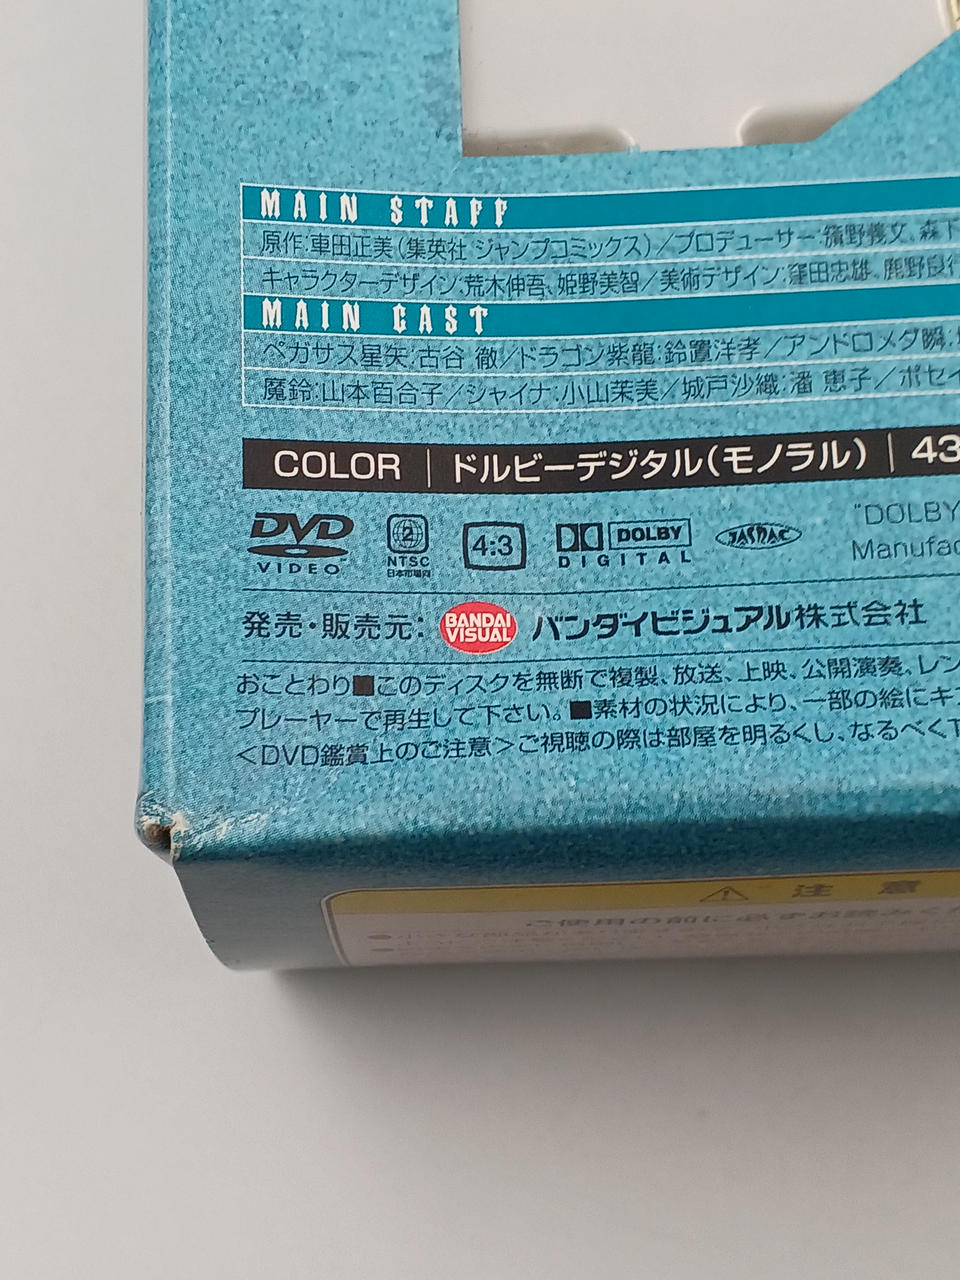 MAIN STAFF
原作:車田正美(集英社 ジャンプコミックス)／プロデューサー:籏野義文、森下
キャラクターデザイン:荒木伸吾、姫野美智／美術デザイン:窪田忠雄、鹿野良行
MAIN CAST
ペガサス星矢:古谷 徹／ドラゴン紫龍:鈴置洋孝／アンドロメダ瞬:
魔鈴:山本百合子／シャイナ:小山茉美／城戸沙織:潘 恵子／ポセイ
COLOR | ドルビーデジタル(モノラル) | 43
DVD VIDEO 2 NTSC 日本市場向 4:3 DOLBY DIGITAL JASRAC "DOLBY
Manufac
発売・販売元: BANDAI VISUAL バンダイビジュアル株式会社
おことわり■このディスクを無断で複製、放送、上映、公開演奏、レン
プレーヤーで再生して下さい。■素材の状況により、一部の絵にキズ
<DVD鑑賞上のご注意>ご視聴の際は部屋を明るくし、なるべくT
注意
ご使用の前に必ずお読みく